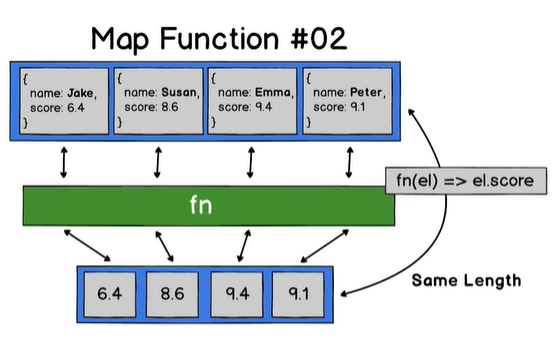 Map Function #02
{
name: Jake,
score: 6.4
}
{
name: Susan,
score: 8.6
}
{
name: Emma,
score: 9.4
}
{
name: Peter,
score: 9.1
}
fn(el) => el.score
fn
Same Length
6.4
8.6
9.4
9.1